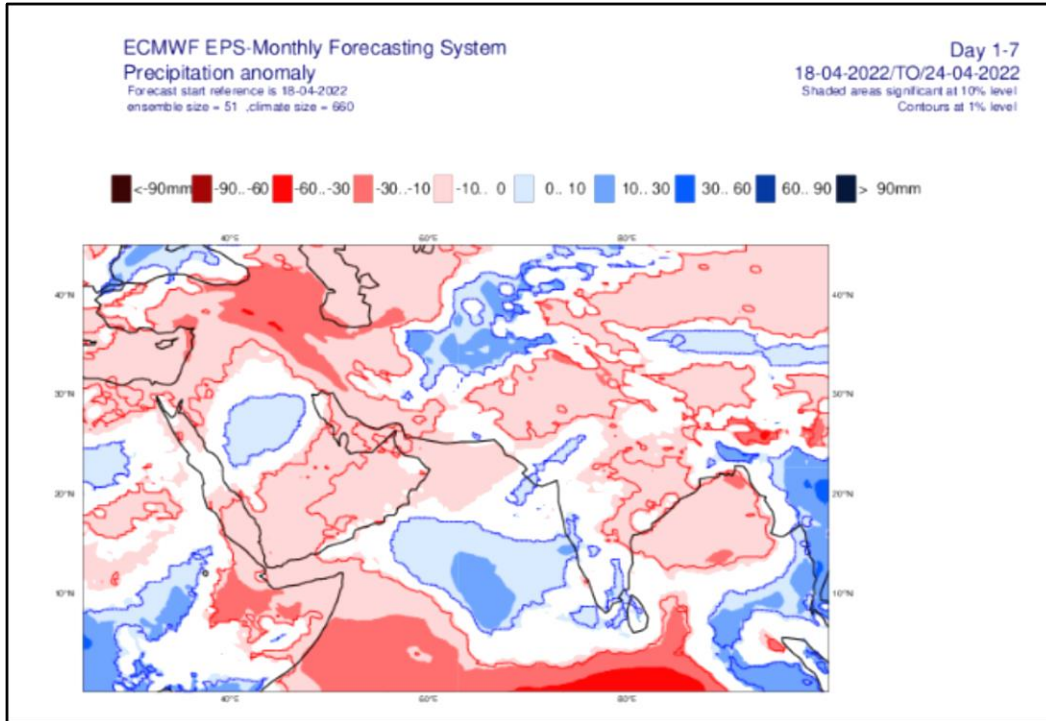 ECMWF EPS-Monthly Forecasting System
Precipitation anomaly
Forecast start reference is 18-04-2022
ensemble size = 51 ,climate size = 660
Day 1-7
18-04-2022/TO/24-04-2022
Shaded areas significant at 10% level
Contours at 1% level
<-90mm -90.. -60 -60.. -30 -30.. -10 -10.. 0 0.. 10 10.. 30 30.. 60 60.. 90 > 90mm
40°E 60°E 80°E
40°N 40°N
30°N 30°N
20°N 20°N
10°N 10°N
40°E 60°E 80°E